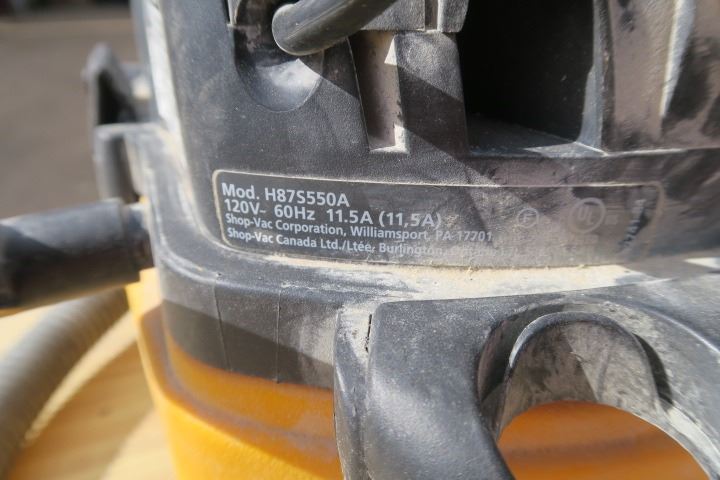 Mod. H87S550A
120V~ 60Hz 11.5A (11,5A)
Shop-Vac Corporation, Williamsport, PA-17701
Shop-Vac Canada Ltd./Ltée, Burlington,
UL